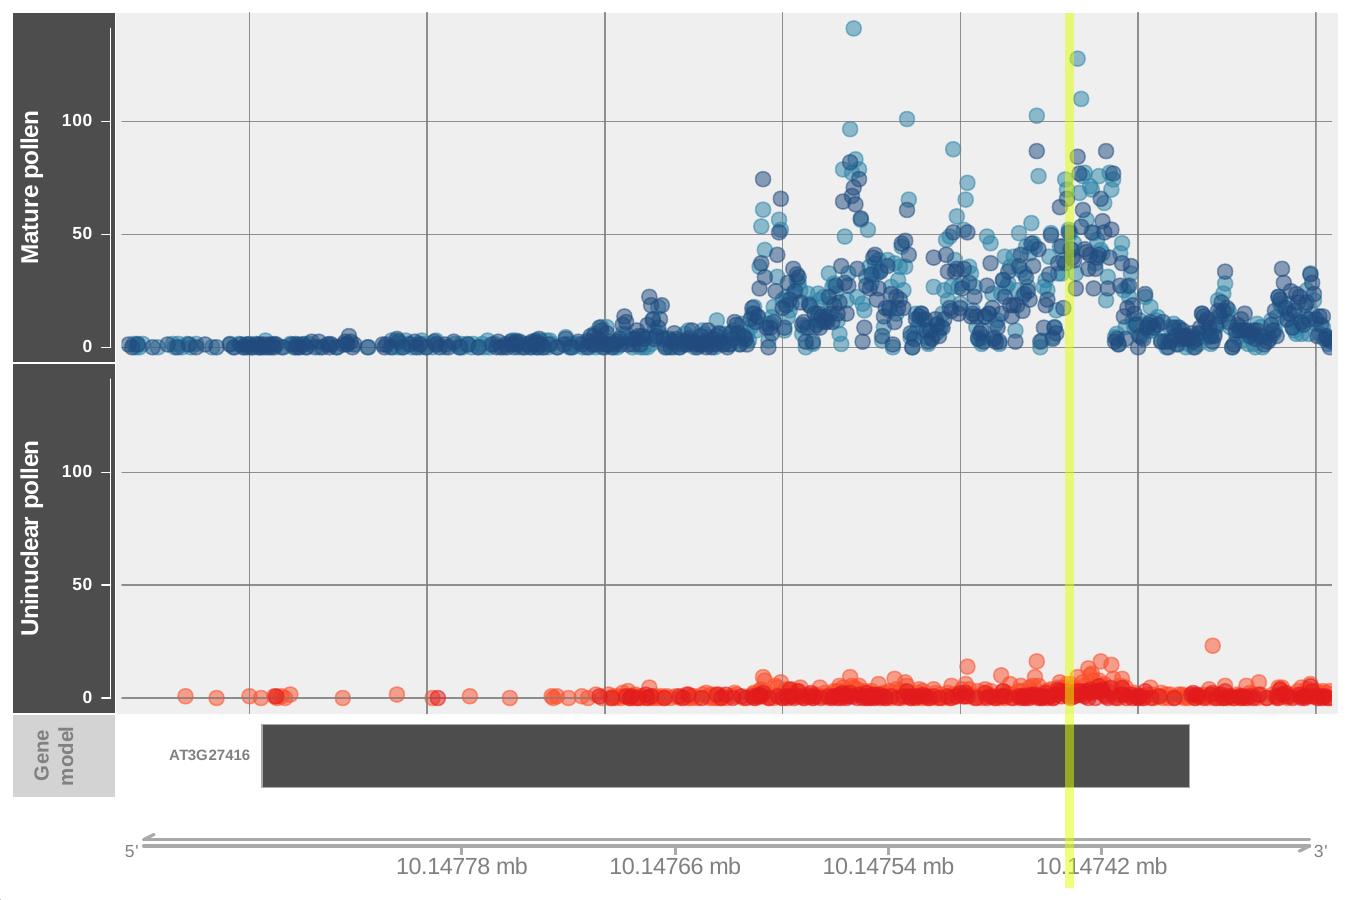 Mature pollen
100
50
0
Uninuclear pollen
100
50
0
Gene
model
AT3G27416
5'
3'
10.14778 mb
10.14766 mb
10.14754 mb
10.14742 mb